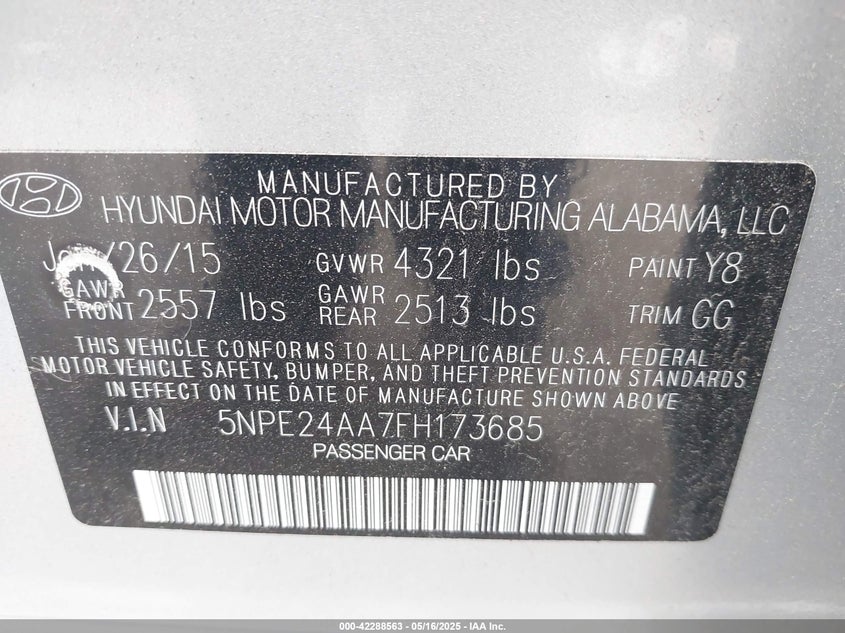 MANUFACTURED BY
HYUNDAI MOTOR MANUFACTURING ALABAMA, LLC
/26/15 GVWR 4321 lbs PAINT Y8
GAWR FRONT 2557 lbs GAWR REAR 2513 lbs TRIM GG
THIS VEHICLE CONFORMS TO ALL APPLICABLE U.S.A. FEDERAL
MOTOR VEHICLE SAFETY, BUMPER, AND THEFT PREVENTION STANDARDS
IN EFFECT ON THE DATE OF MANUFACTURE SHOWN ABOVE
V.I.N 5NPE24AA7FH173685
PASSENGER CAR
000-42288563 - 05/16/2025 - IAA Inc.